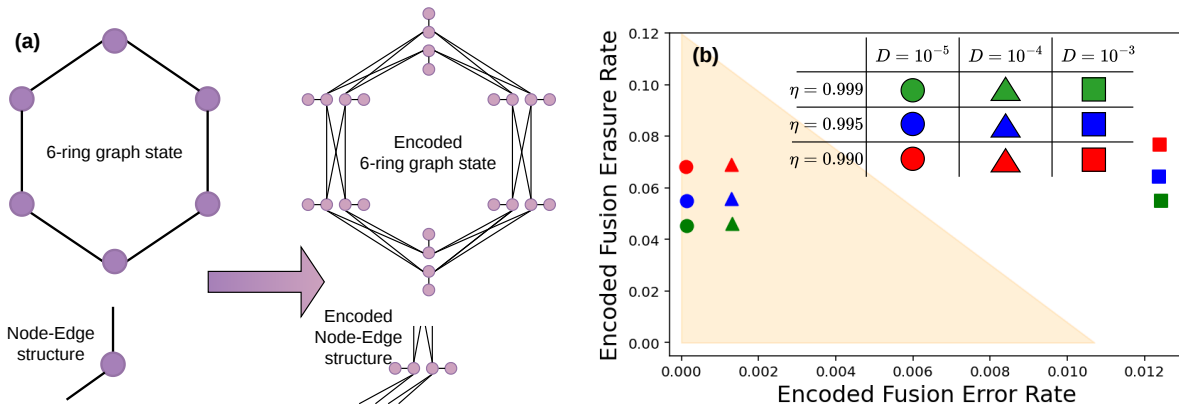 (a)
6-ring graph state
Encoded
6-ring graph state
Node-Edge
structure
Encoded
Node-Edge
structure
(b)
D = 10⁻⁵ D = 10⁻⁴ D = 10⁻³
η = 0.999
η = 0.995
η = 0.990
Encoded Fusion Erasure Rate
0.12
0.10
0.08
0.06
0.04
0.02
0.00
0.000 0.002 0.004 0.006 0.008 0.010 0.012
Encoded Fusion Error Rate